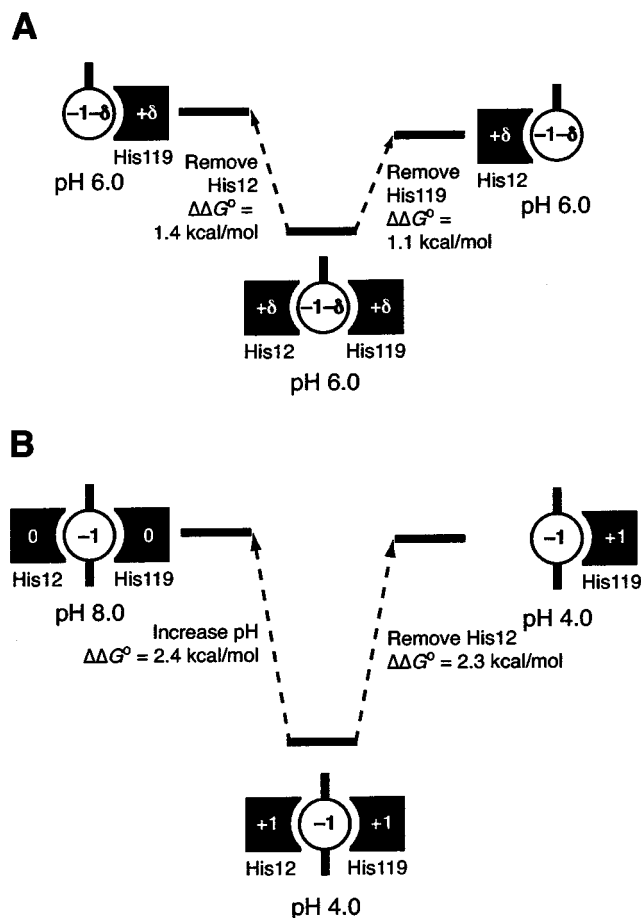 A
−1−δ
+δ
His119
pH 6.0
Remove
His12
ΔΔG° =
1.4 kcal/mol
Remove
His119
ΔΔG° =
1.1 kcal/mol
+δ
−1−δ
His12
pH 6.0
+δ
−1−δ
+δ
His12
His119
pH 6.0
B
0
−1
0
His12
His119
pH 8.0
Increase pH
ΔΔG° = 2.4 kcal/mol
−1
+1
His119
pH 4.0
Remove His12
ΔΔG° = 2.3 kcal/mol
+1
−1
+1
His12
His119
pH 4.0